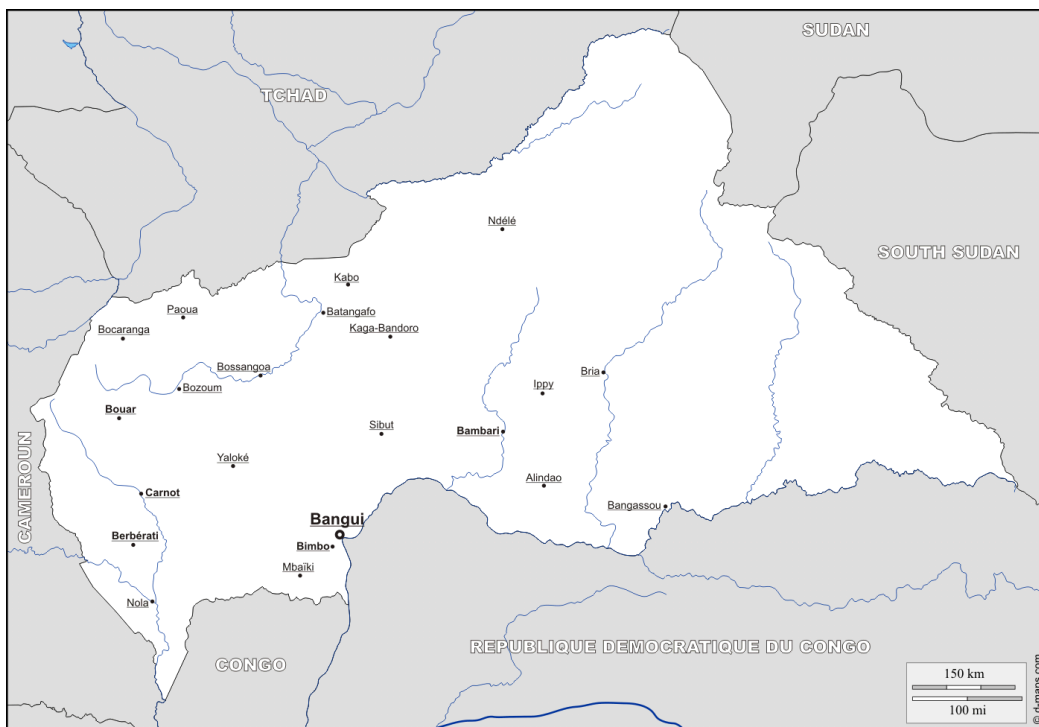 SUDAN
TCHAD
Ndélé
SOUTH SUDAN
Kabo
Paoua
Batangafo
Bocaranga
Kaga-Bandoro
Bossangoa
Bria
Bozoum
Ippy
Bouar
Sibut
Bambari
CAMEROUN
Yaloké
Alindao
Carnot
Bangassou
Bangui
Berbérati
Bimbo
Mbaïki
Nola
REPUBLIQUE DEMOCRATIQUE DU CONGO
CONGO
150 km
100 mi
© d-maps.com